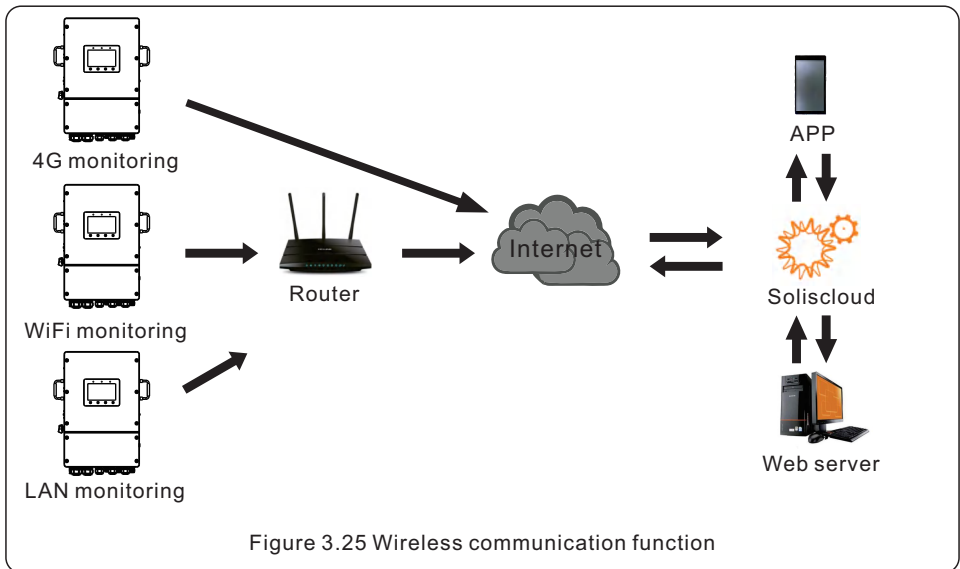 4G monitoring
APP
Internet
Router
WiFi monitoring
Soliscloud
LAN monitoring
Web server
Figure 3.25 Wireless communication function